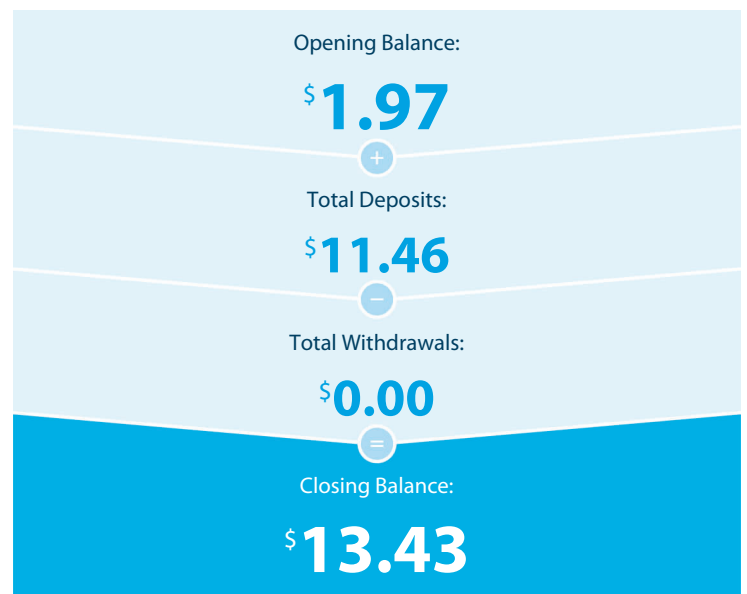 Opening Balance:
$1.97
+
Total Deposits:
$11.46
−
Total Withdrawals:
$0.00
=
Closing Balance:
$13.43